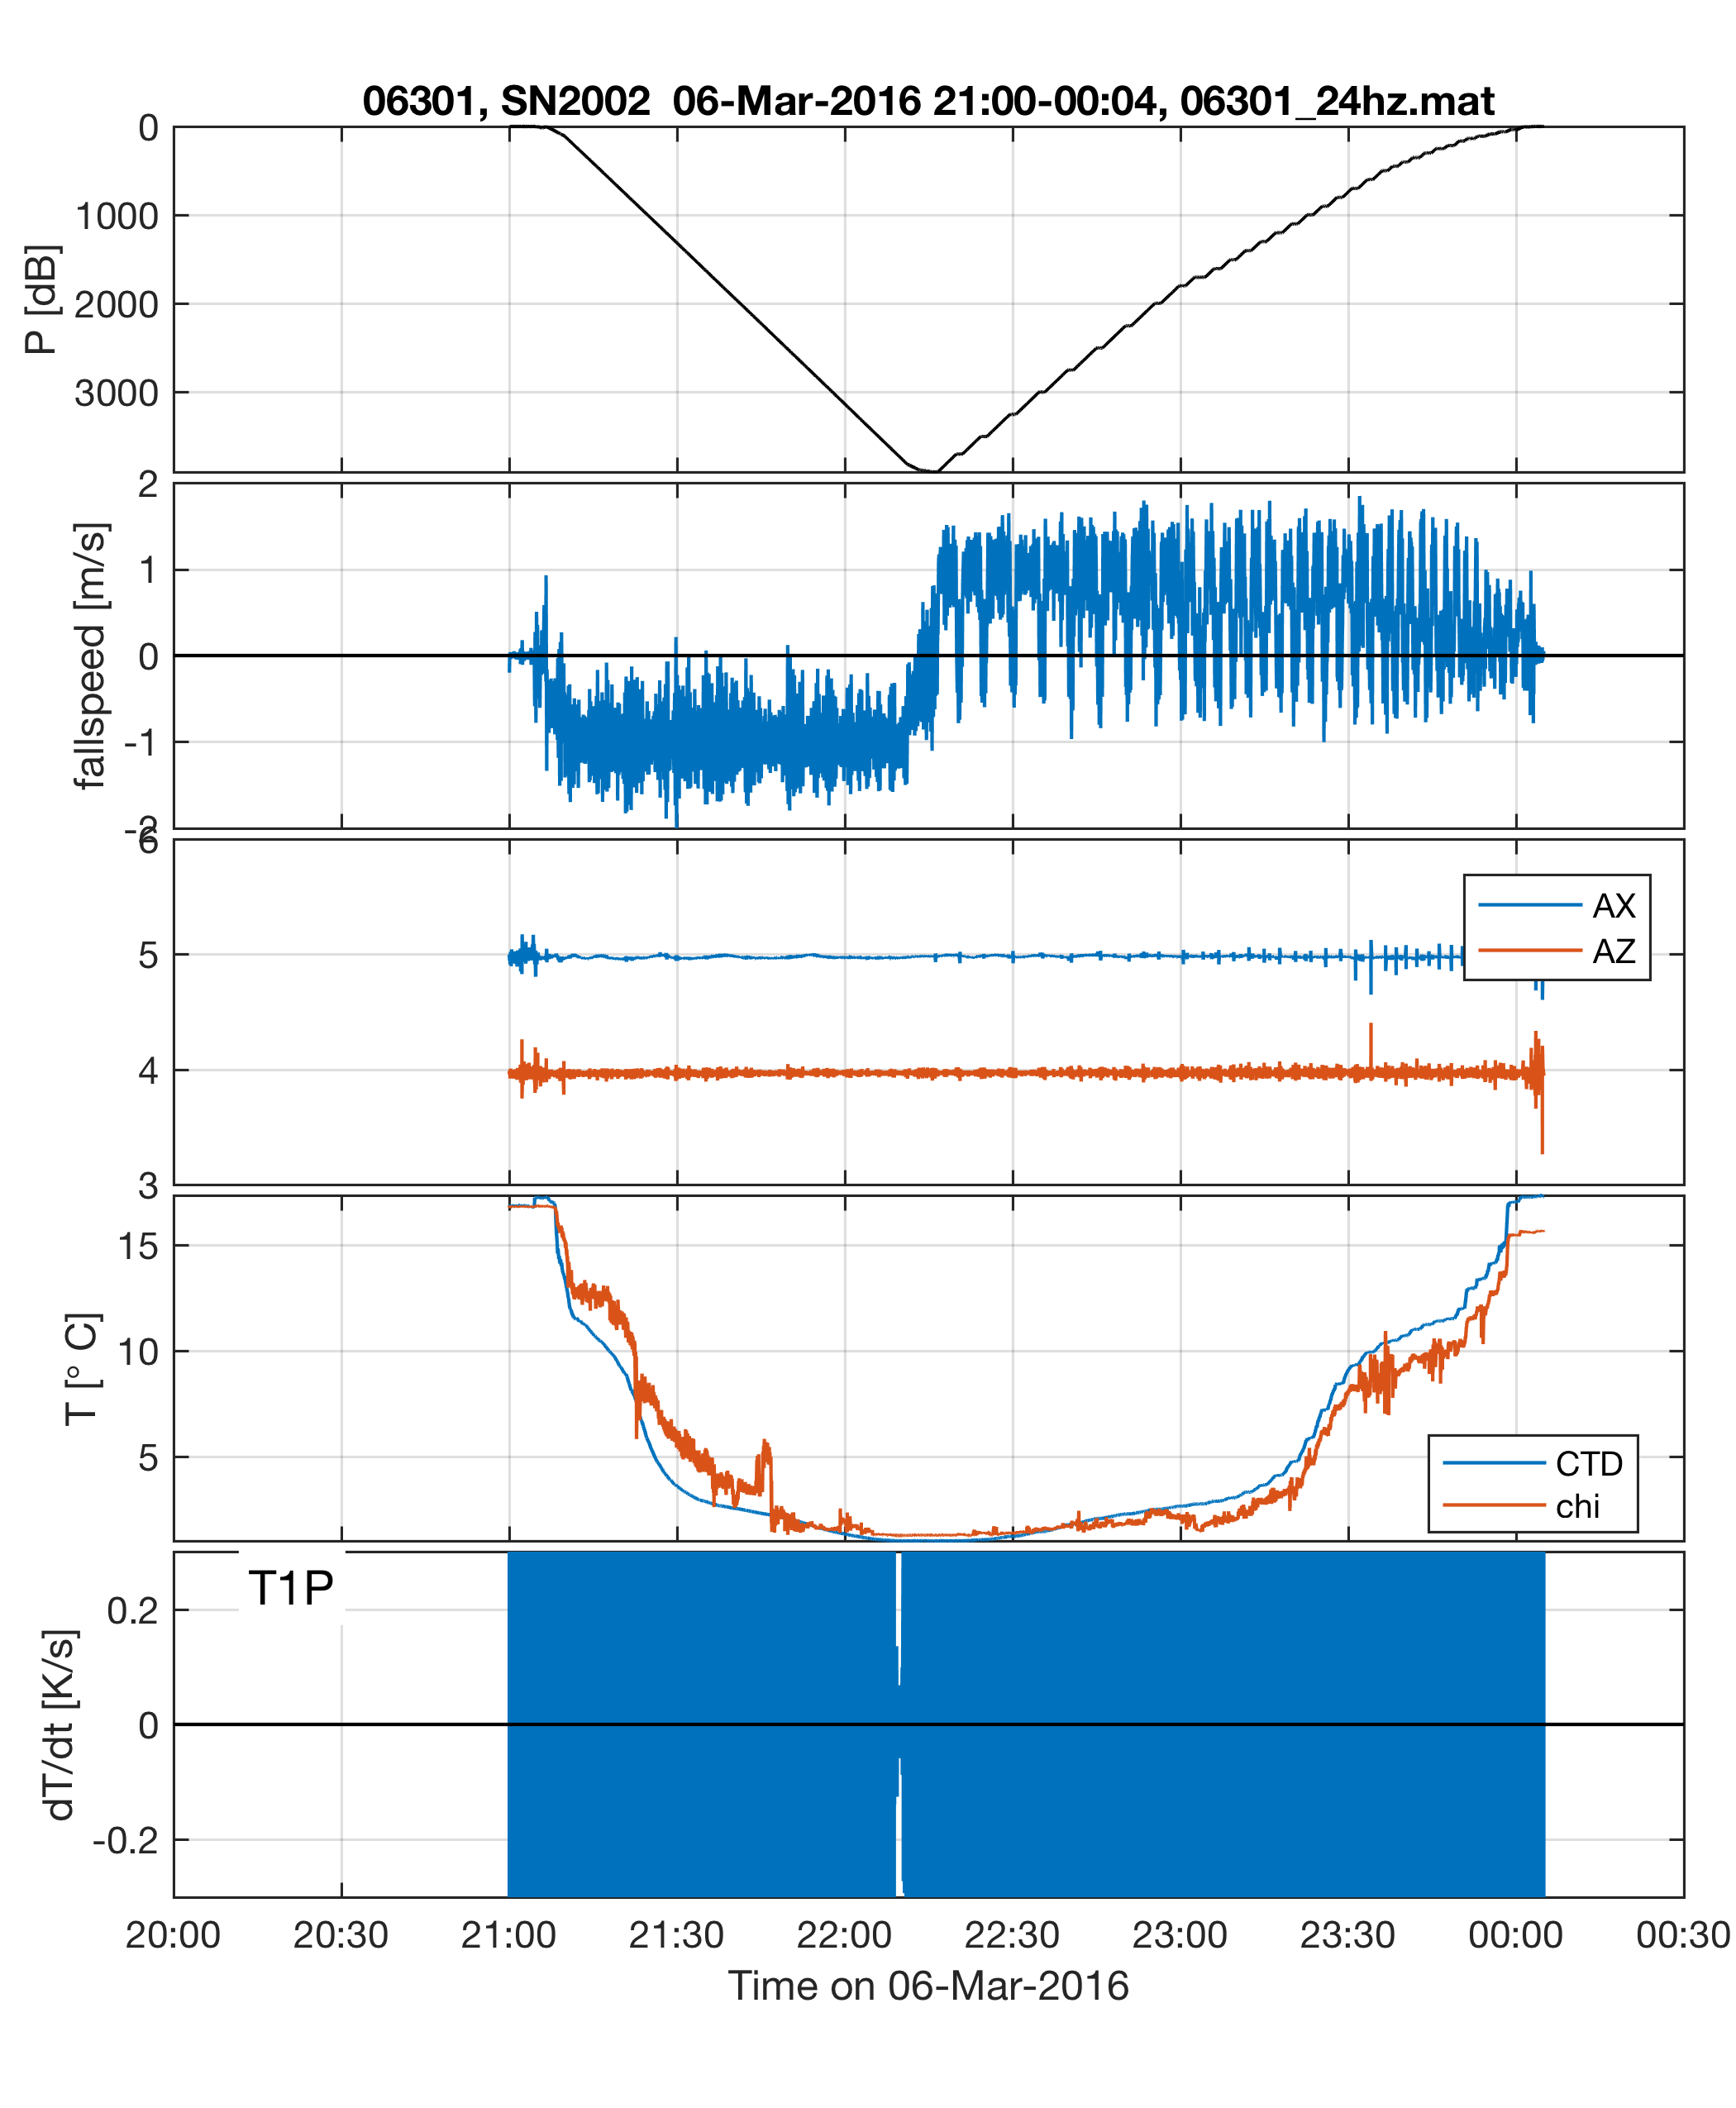 06301, SN2002  06-Mar-2016 21:00-00:04, 06301_24hz.mat
0
1000
2000
3000
P [dB]
2
1
0
-1
-2
fallspeed [m/s]
6
5
4
3
AX
AZ
15
10
5
T [° C]
CTD
chi
T1P
0.2
0
-0.2
dT/dt [K/s]
20:00 20:30 21:00 21:30 22:00 22:30 23:00 23:30 00:00 00:30
Time on 06-Mar-2016